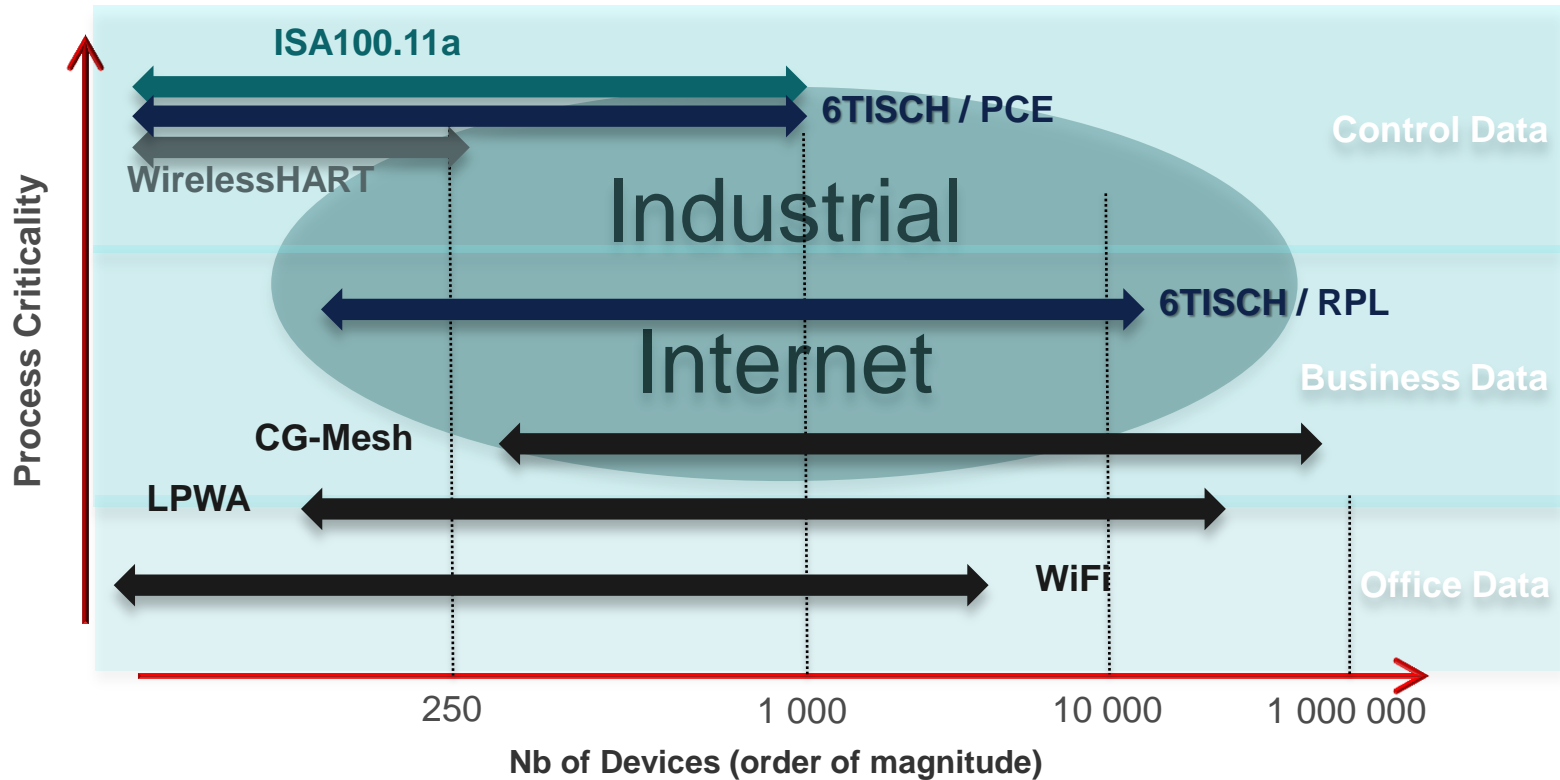 ISA100.11a
6TISCH / PCE
Control Data
WirelessHART
Industrial
Process Criticality
6TISCH / RPL
Internet
Business Data
CG-Mesh
LPWA
WiFi
Office Data
250
1 000
10 000
1 000 000
Nb of Devices (order of magnitude)